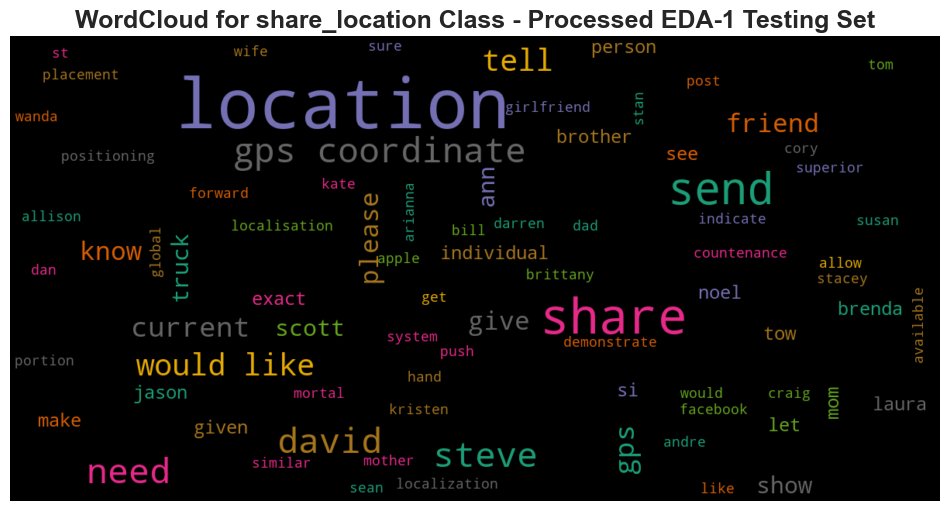 WordCloud for share_location Class - Processed EDA-1 Testing Set
st
wife
sure
tell
person
tom
placement
location
post
girlfriend
stan
wanda
brother
friend
positioning
gps coordinate
see
cory
superior
forward
kate
ann
send
allison
arianna
please
localisation
bill
darren
dad
indicate
susan
know
global
truck
apple
individual
countenance
dan
brittany
allow
stacey
exact
get
noel
brenda
available
current
scott
give
share
tow
system
demonstrate
push
portion
would like
hand
jason
mortal
si
would
craig
mom
facebook
laura
make
given
kristen
let
david
steve
gps
andre
need
similar
mother
sean
localization
like
show